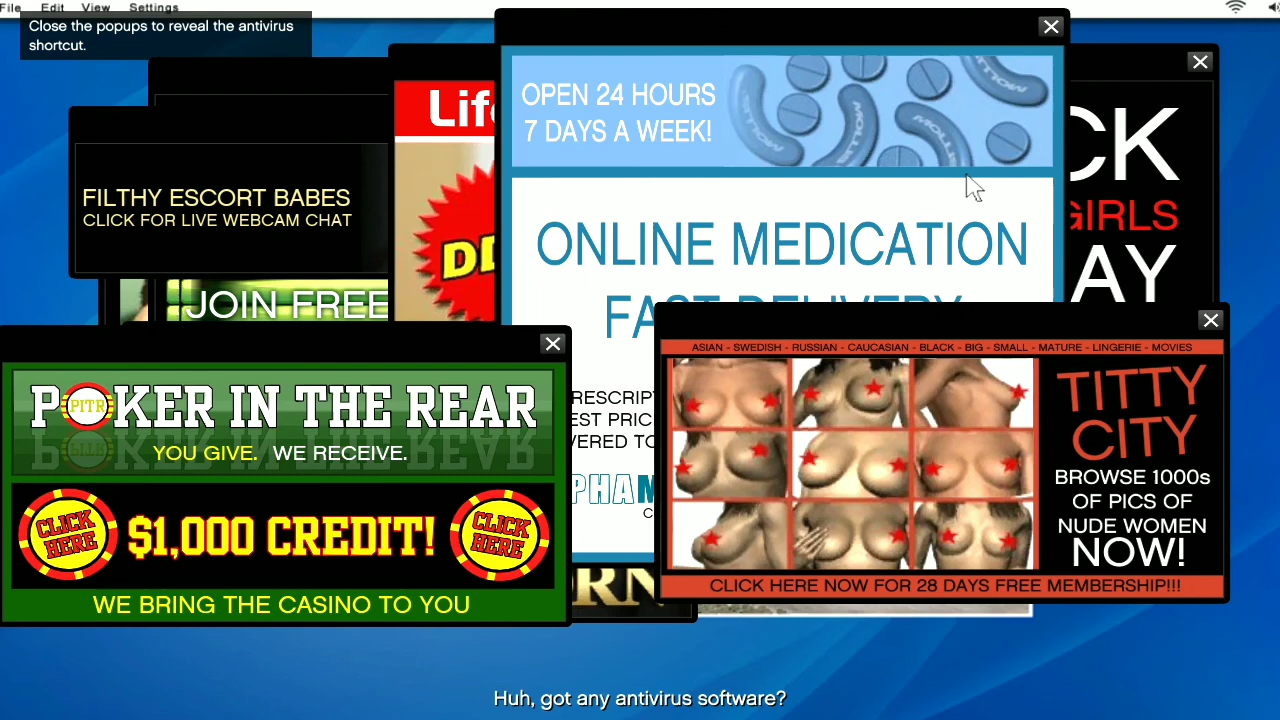 File Edit View Settings
Close the popups to reveal the antivirus
shortcut.
OPEN 24 HOURS
7 DAYS A WEEK!
ONLINE MEDICATION
FAST DELIVERY
FILTHY ESCORT BABES
CLICK FOR LIVE WEBCAM CHAT
JOIN FREE
CK
GIRLS
AY
POKER IN THE REAR
PITR
YOU GIVE. WE RECEIVE.
CLICK
HERE
$1,000 CREDIT!
CLICK
HERE
WE BRING THE CASINO TO YOU
ASIAN - SWEDISH - RUSSIAN - CAUCASIAN - BLACK - BIG - SMALL - MATURE - LINGERIE - MOVIES
TITTY
CITY
BROWSE 1000s
OF PICS OF
NUDE WOMEN
NOW!
CLICK HERE NOW FOR 28 DAYS FREE MEMBERSHIP!!!
Huh, got any antivirus software?